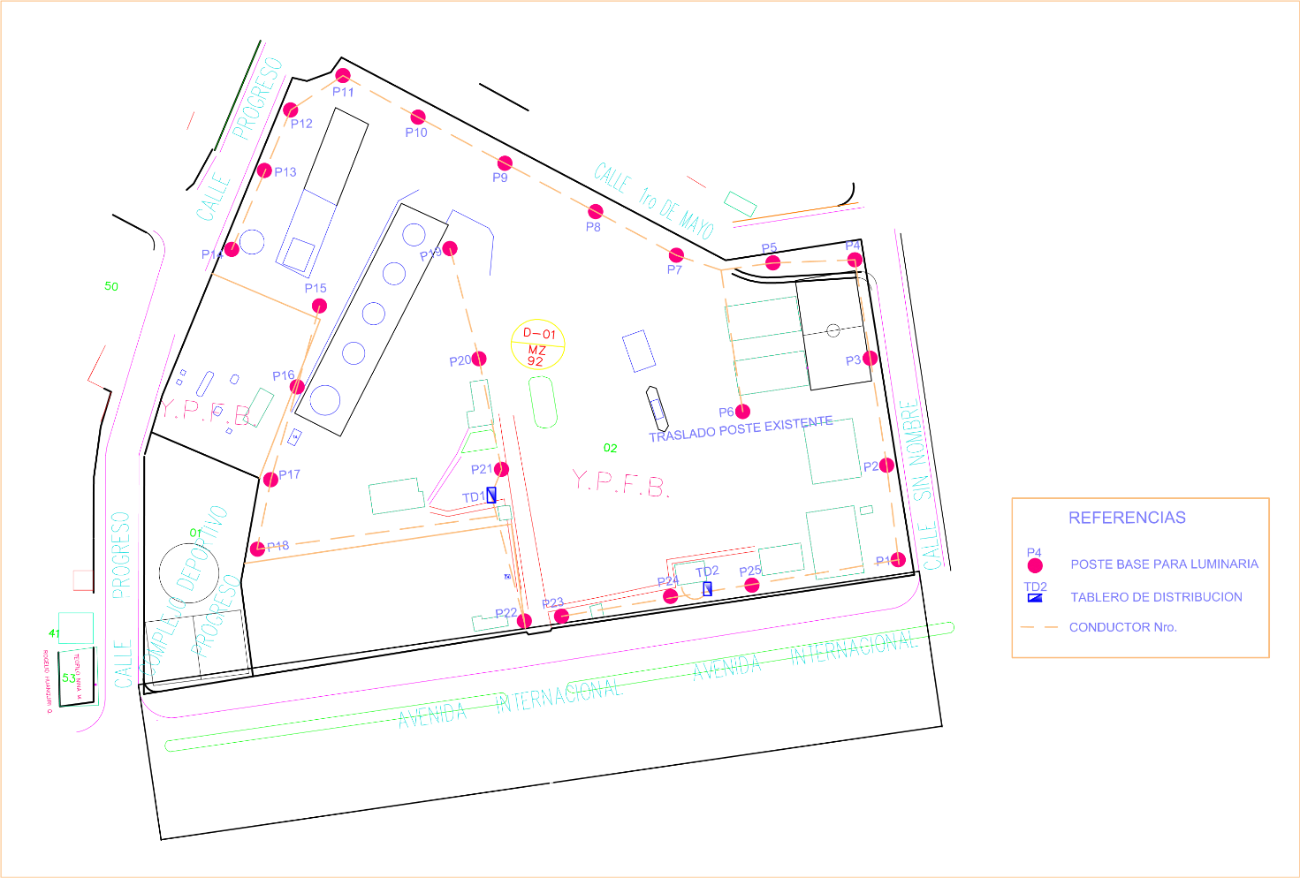 PROGRESO
CALLE
P11
P12
P10
P13
P9
CALLE 1ro DE MAYO
P8
P5
P4
P7
P19
50
P15
D-01
MZ
92
P20
P3
P16
Y.P.F.B
P6
TRASLADO POSTE EXISTENTE
02
CALLE SIN NOMBRE
P2
P21
P17
Y.P.F.B.
TD1
REFERENCIAS
P4
POSTE BASE PARA LUMINARIA
TD2
TABLERO DE DISTRIBUCION
CONDUCTOR Nro.
01
P18
P1
CALLE PROGRESO
COMPLEJO DEPORTIVO
PROGRESO
TD2
P24
P25
P23
P22
41
53
AVENIDA INTERNACIONAL
AVENIDA INTERNACIONAL